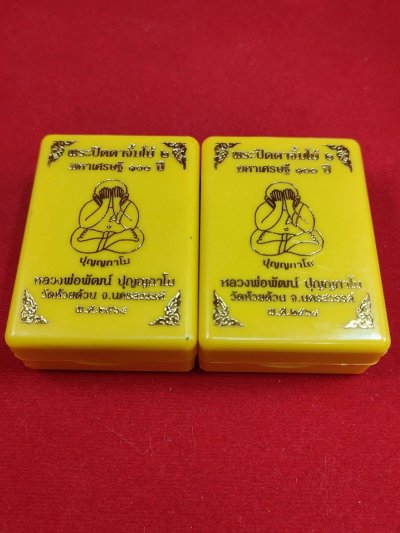 พระปิดตาจัมโบ้ ๒
มหาเศรษฐี ๑๐๐ ปี
ปุญญกาโม
หลวงพ่อพัฒน์ ปุญญกาโม
วัดห้วยด้วน จ.นครสวรรค์
พ.ศ.๒๕๖๔
พระปิดตาจัมโบ้ ๒
มหาเศรษฐี ๑๐๐ ปี
ปุญญกาโม
หลวงพ่อพัฒน์ ปุญญกาโม
วัดห้วยด้วน จ.นครสวรรค์
พ.ศ.๒๕๖๔